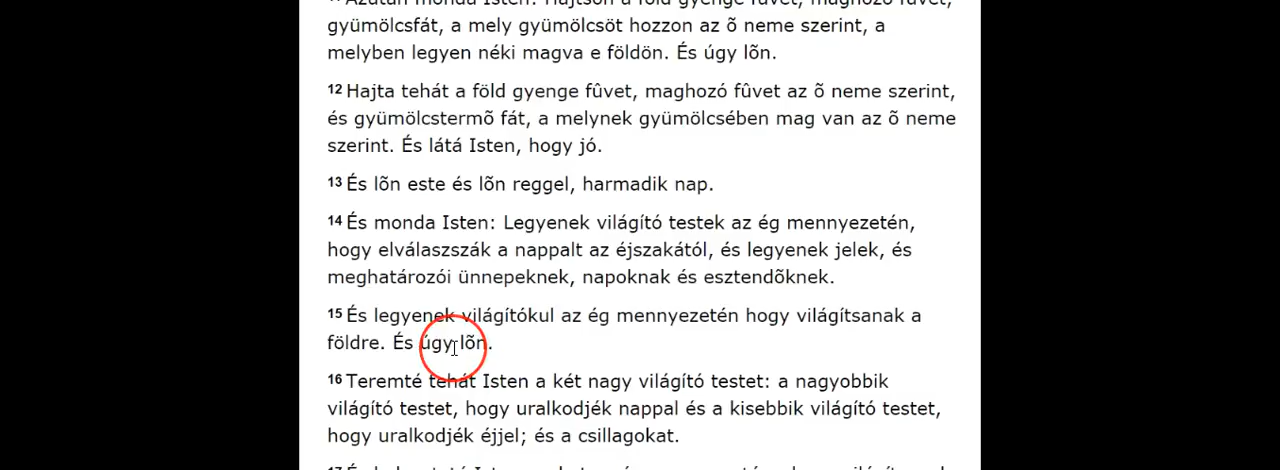 Azután monda Isten: Hajtson a föld gyenge fûvet, maghozó fûvet,
gyümölcsfát, a mely gyümölcsöt hozzon az õ neme szerint, a
melyben legyen néki magva e földön. És úgy lõn.
12 Hajta tehát a föld gyenge fûvet, maghozó fûvet az õ neme szerint,
és gyümölcstermõ fát, a melynek gyümölcsében mag van az õ neme
szerint. És látá Isten, hogy jó.
13 És lõn este és lõn reggel, harmadik nap.
14 És monda Isten: Legyenek világító testek az ég mennyezetén,
hogy elválaszszák a nappalt az éjszakától, és legyenek jelek, és
meghatározói ünnepeknek, napoknak és esztendõknek.
15 És legyenek világítókul az ég mennyezetén hogy világítsanak a
földre. És úgy lõn.
16 Teremté tehát Isten a két nagy világító testet: a nagyobbik
világító testet, hogy uralkodjék nappal és a kisebbik világító testet,
hogy uralkodjék éjjel; és a csillagokat.